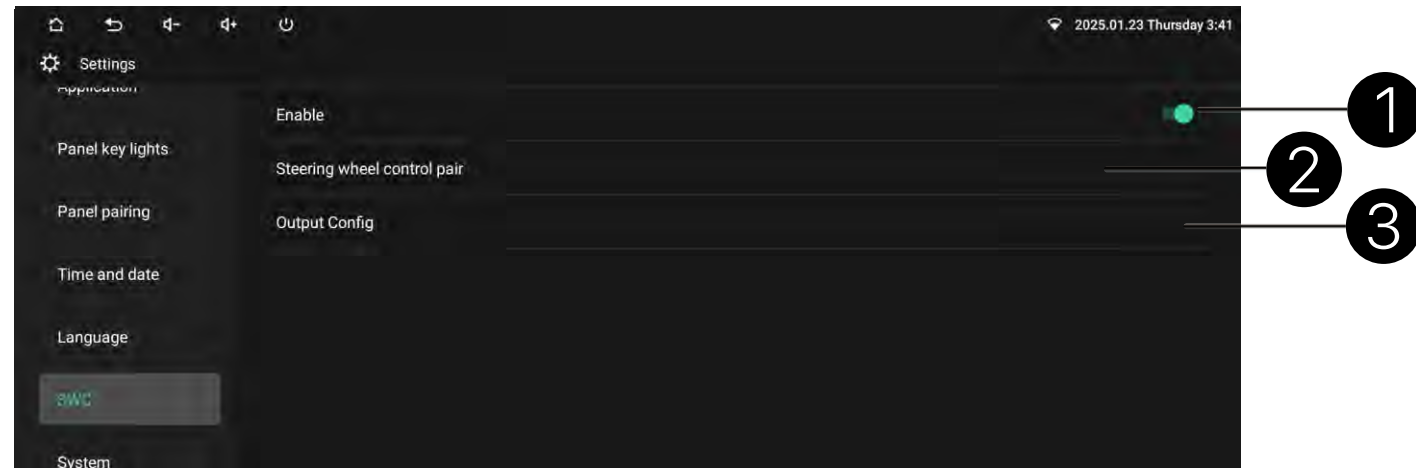 2025.01.23 Thursday 3:41
Settings
Application
Enable
1
Panel key lights
Steering wheel control pair
2
Panel pairing
Output Config
3
Time and date
Language
SWC
System